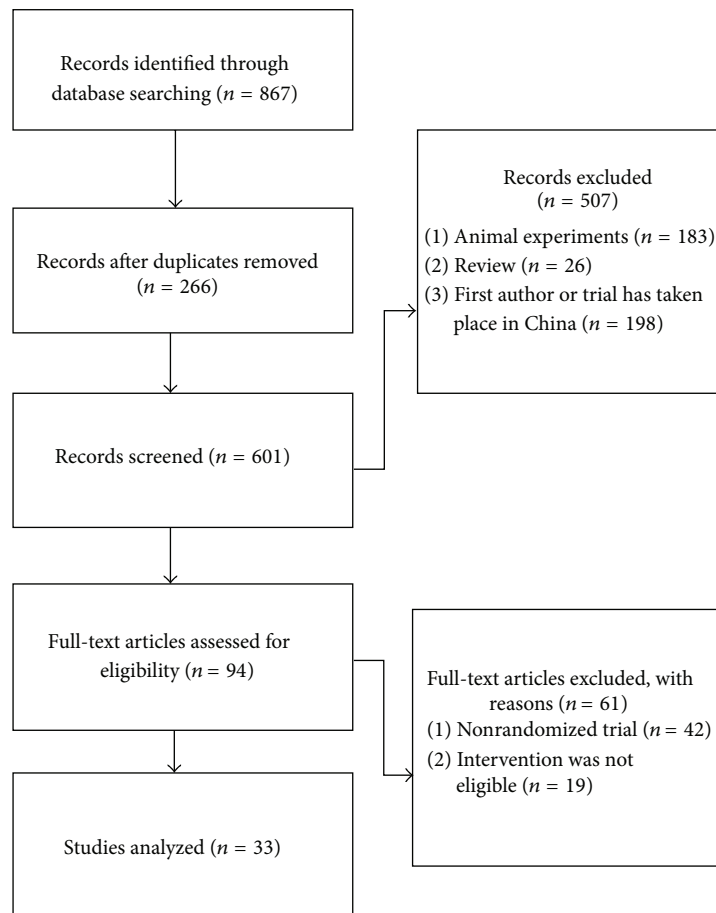 Records identified through
database searching (n = 867)
Records after duplicates removed
(n = 266)
Records excluded
(n = 507)
(1) Animal experiments (n = 183)
(2) Review (n = 26)
(3) First author or trial has taken
place in China (n = 198)
Records screened (n = 601)
Full-text articles assessed for
eligibility (n = 94)
Full-text articles excluded, with
reasons (n = 61)
(1) Nonrandomized trial (n = 42)
(2) Intervention was not
eligible (n = 19)
Studies analyzed (n = 33)